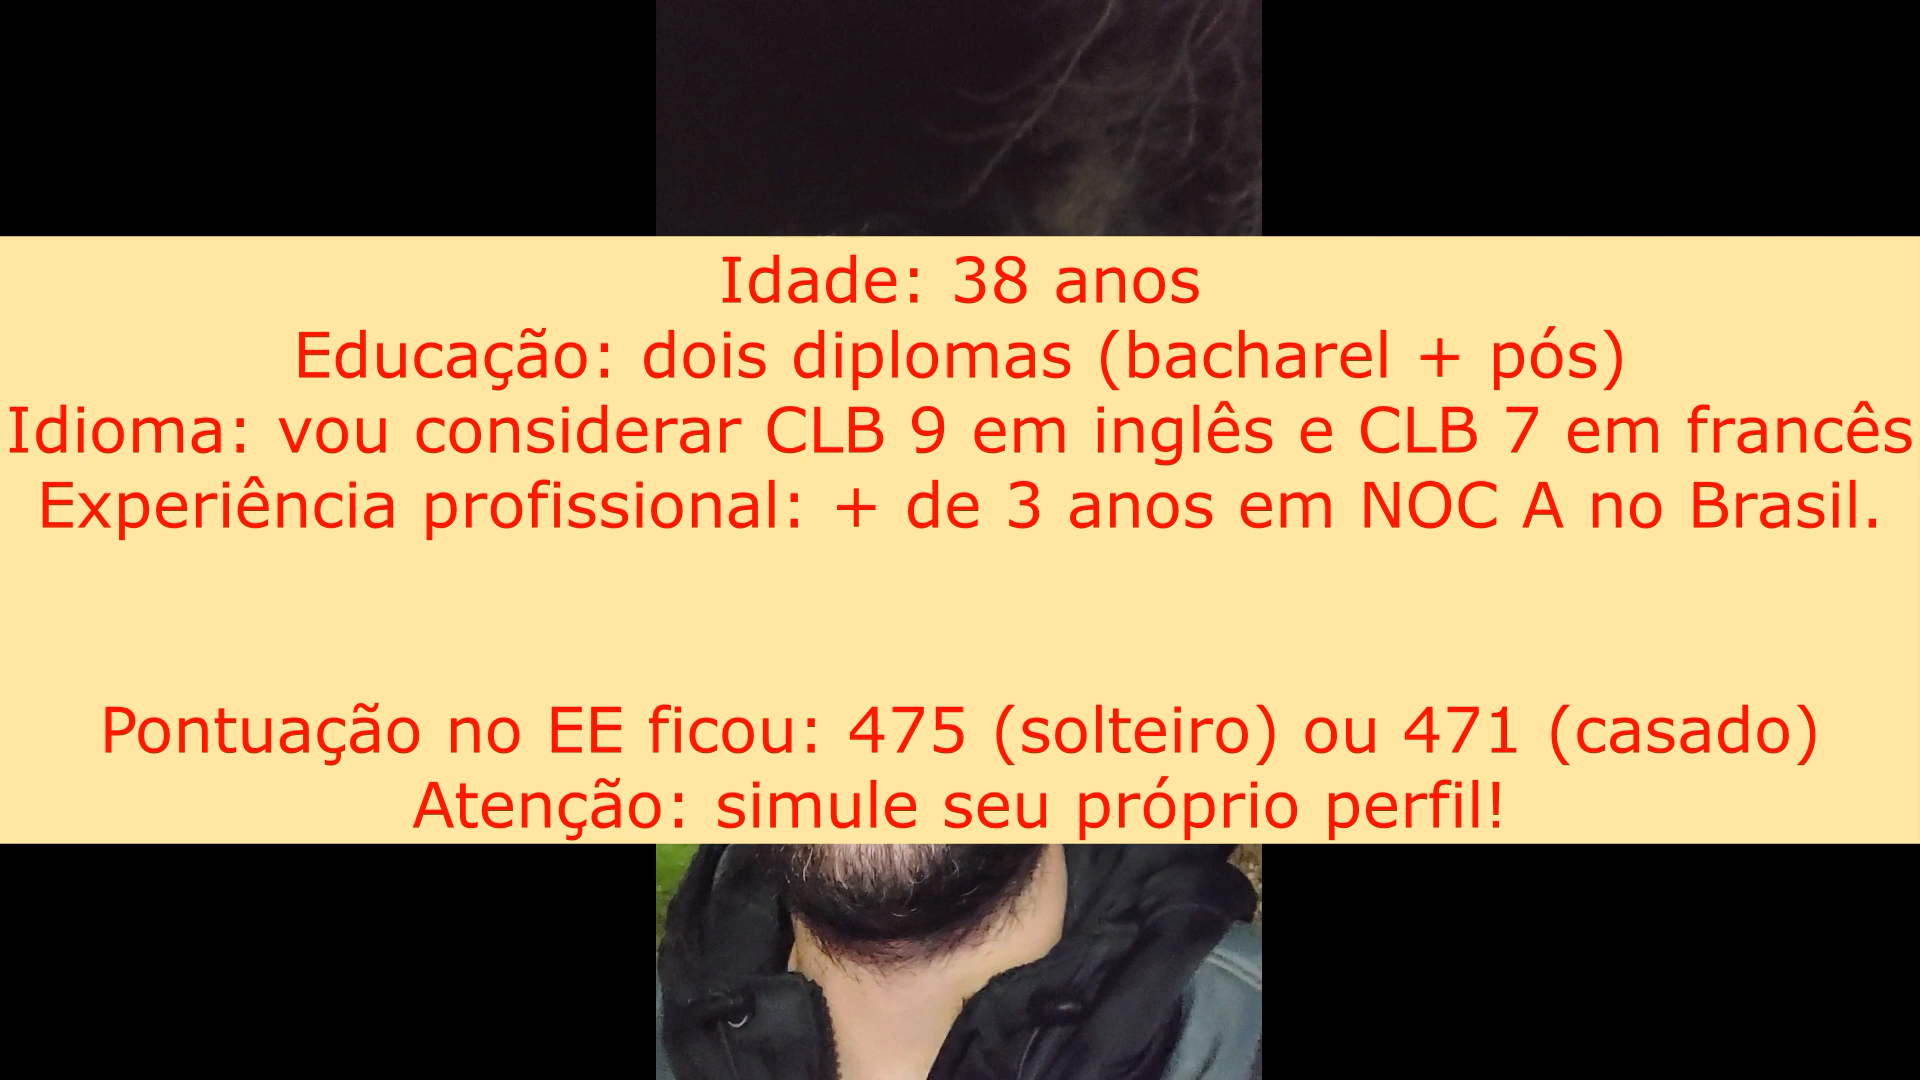 Idade: 38 anos
Educação: dois diplomas (bacharel + pós)
Idioma: vou considerar CLB 9 em inglês e CLB 7 em francês
Experiência profissional: + de 3 anos em NOC A no Brasil.
Pontuação no EE ficou: 475 (solteiro) ou 471 (casado)
Atenção: simule seu próprio perfil!